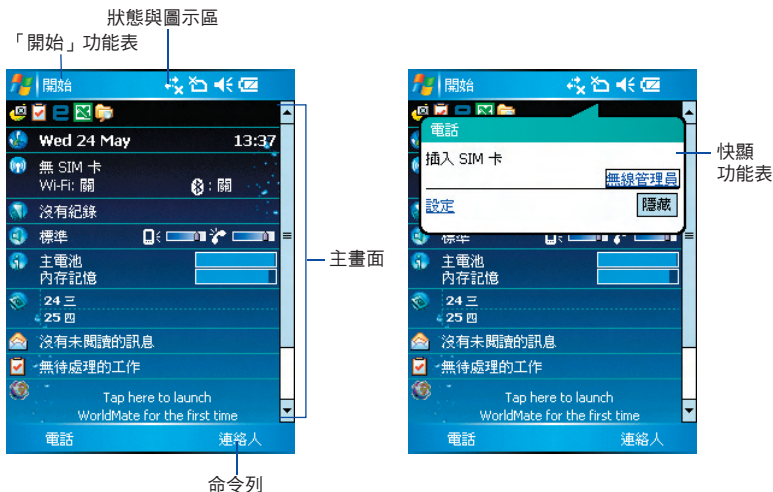 狀態與圖示區
「開始」功能表
開始
Wed 24 May 13:37
無 SIM 卡
Wi-Fi: 關 : 關
沒有紀錄
標準
主電池
內存記憶
24 三
25 四
沒有未閱讀的訊息
無待處理的工作
Tap here to launch
WorldMate for the first time
電話 連絡人
主畫面
命令列
開始
電話
插入 SIM 卡
無線管理員
設定 隱藏
標準
主電池
內存記憶
24 三
25 四
沒有未閱讀的訊息
無待處理的工作
Tap here to launch
WorldMate for the first time
電話 連絡人
快顯
功能表